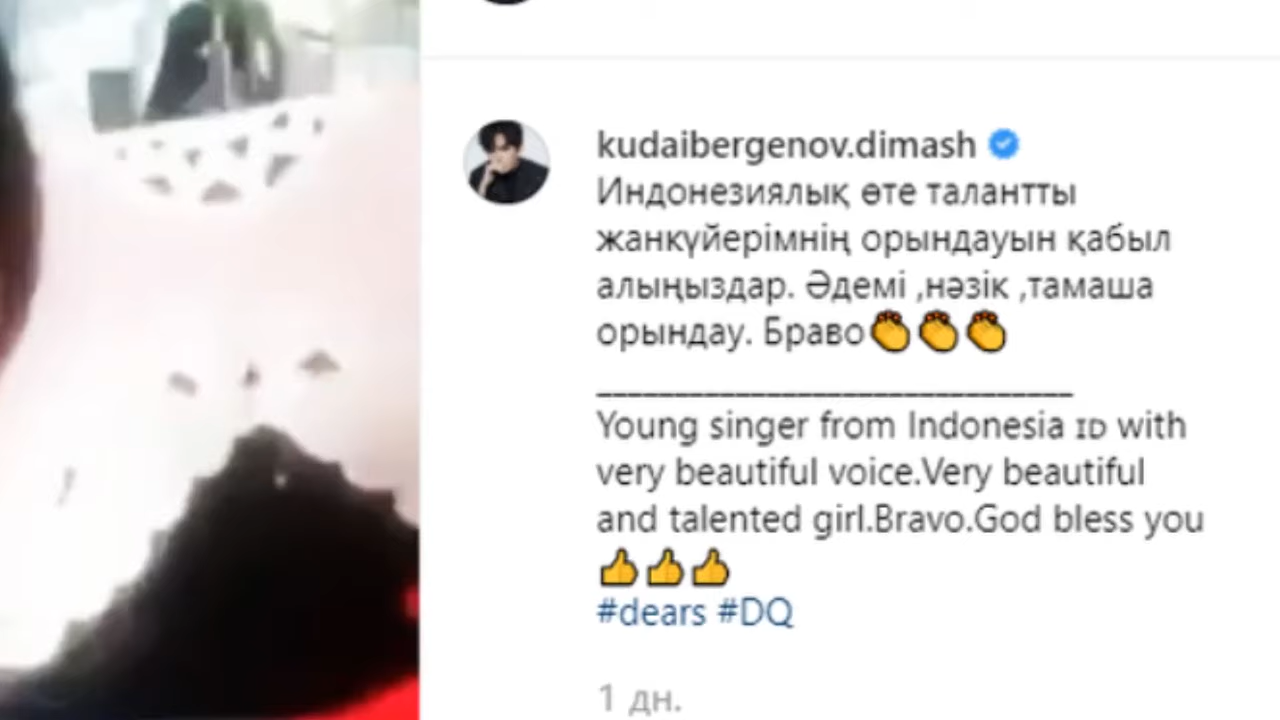 kudaibergenov.dimash
Индонезиялық өте талантты
жанкүйерімнің орындауын қабыл
алыңыздар. Әдемі ,нәзік ,тамаша
орындау. Браво👏👏👏
______________________________
Young singer from Indonesia ɪᴅ with
very beautiful voice.Very beautiful
and talented girl.Bravo.God bless you
👍👍👍
#dears #DQ
1 дн.